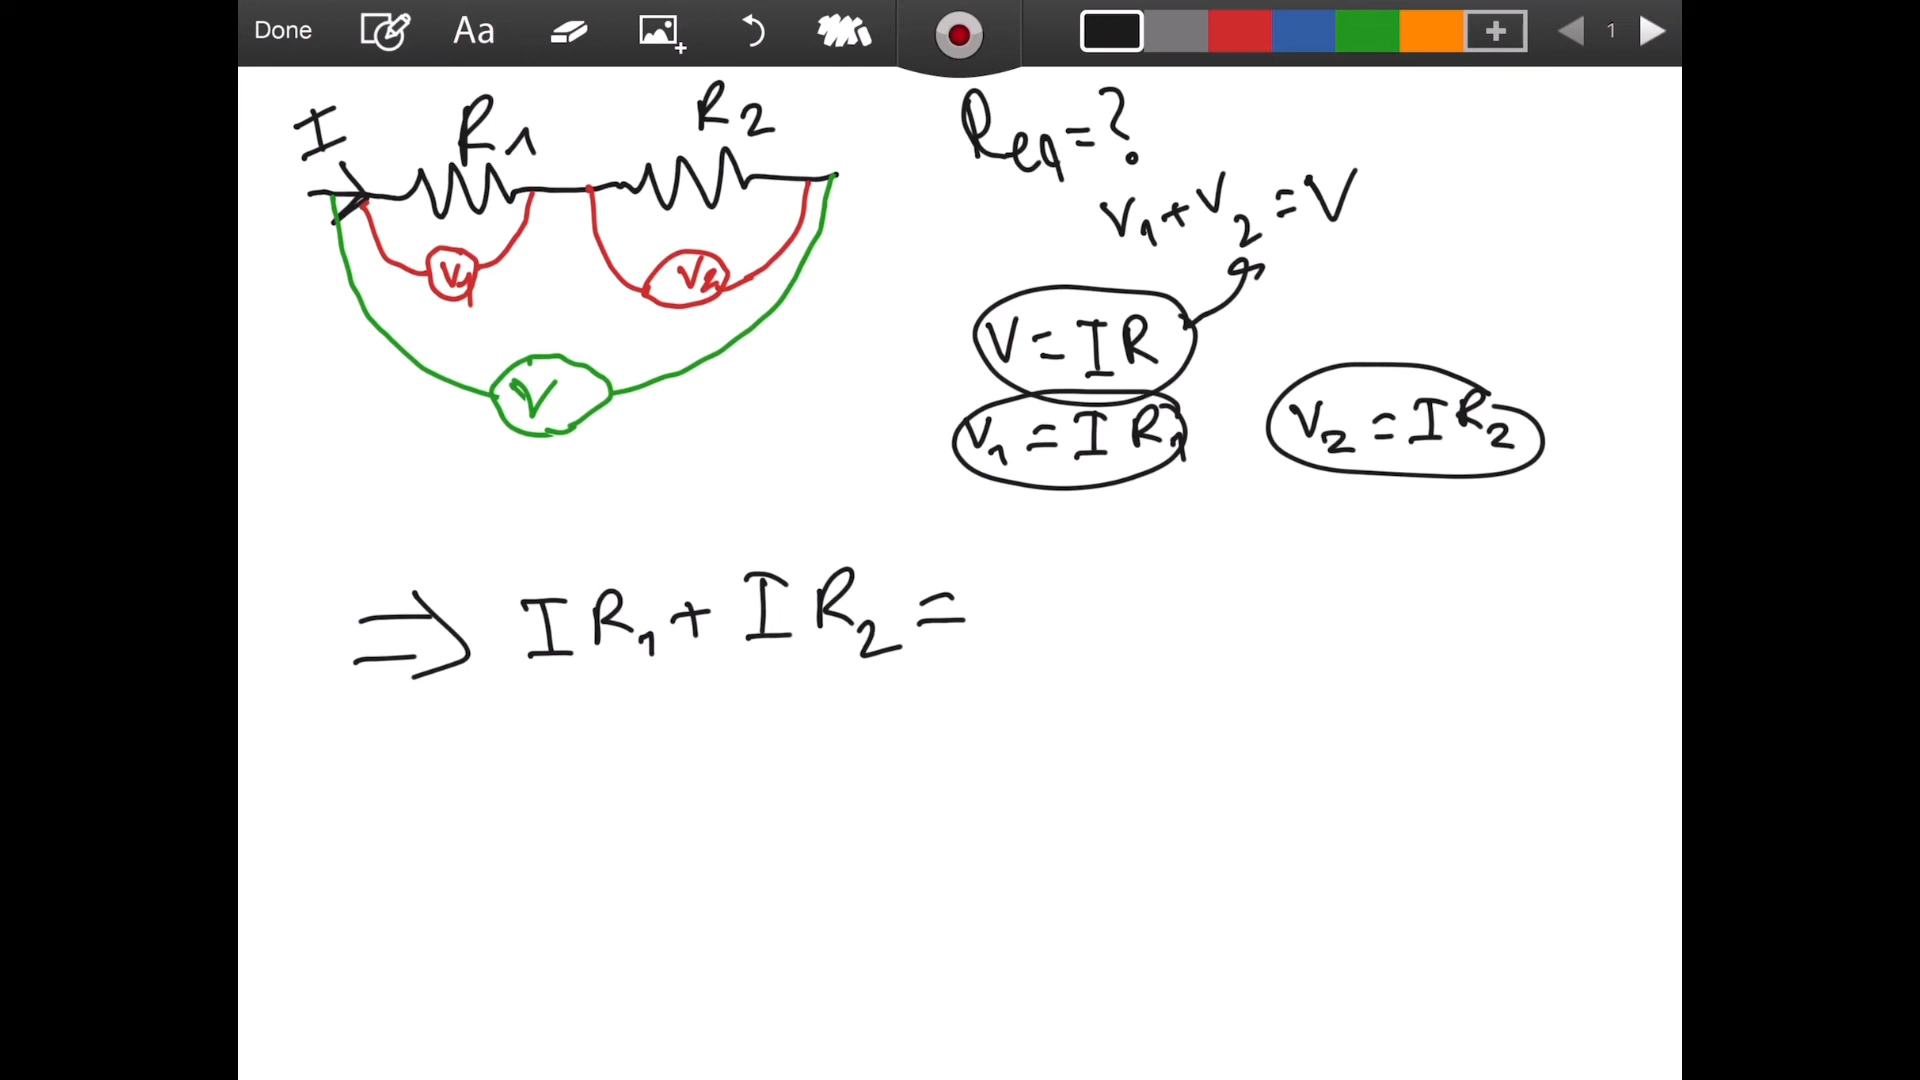 Done Aa 1
I R1 R2 Req=?
V1+V2=V
V1 V2
V=IR
V
V1=IR1 V2=IR2
⇒ IR1+IR2=